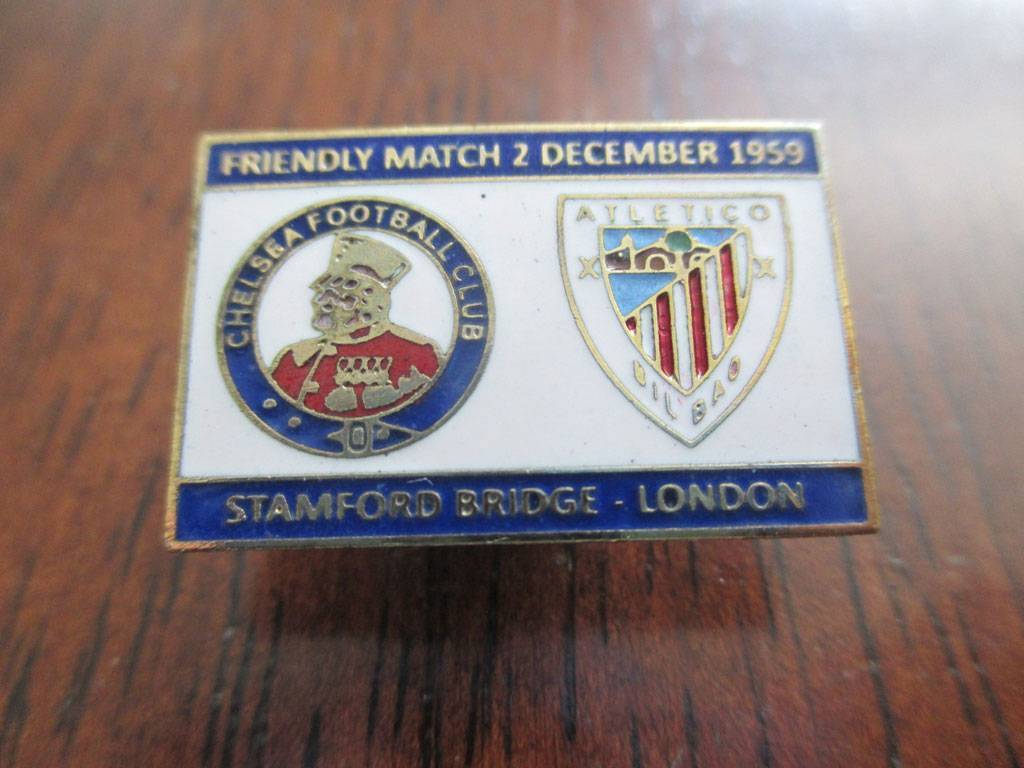 FRIENDLY MATCH 2 DECEMBER 1959
CHELSEA FOOTBALL CLUB
ATLETICO
X X
BILBAO
STAMFORD BRIDGE - LONDON